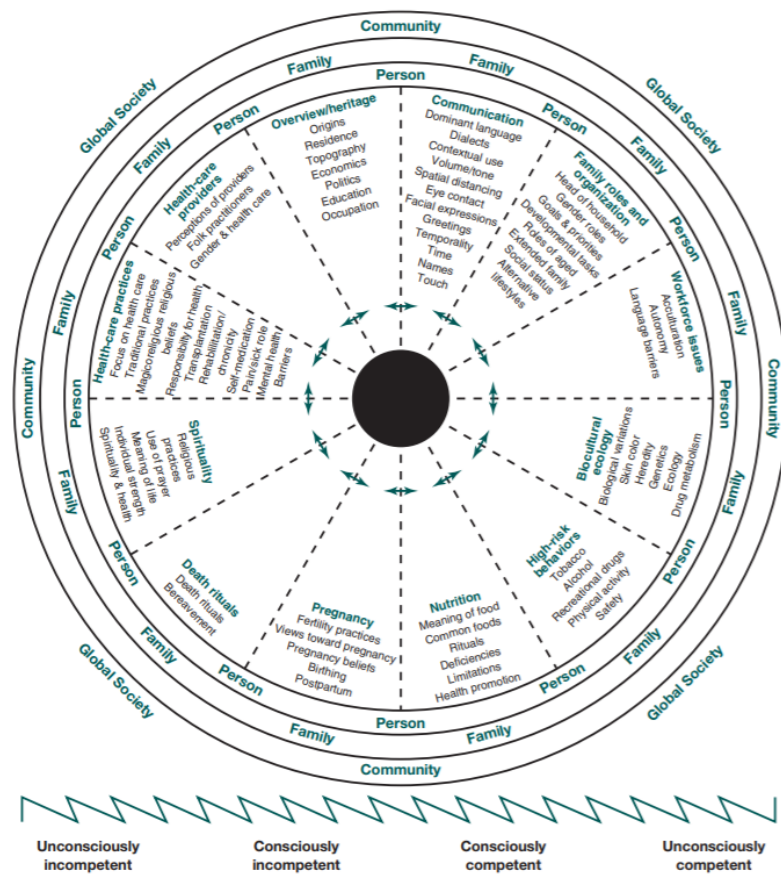 Community
Family
Family
Person
Global Society
Global Society
Overview/heritage
Origins
Residence
Topography
Economics
Politics
Education
Occupation
Communication
Dominant language
Dialects
Contextual use
Volume/tone
Spatial distancing
Eye contact
Facial expressions
Greetings
Temporality
Time
Names
Touch
Person
Family
Family roles and
organization
Head of household
Gender roles
Goals & priorities
Developmental tasks
Roles of aged
Extended family
Social status
Alternative
lifestyles
Person
Family
Workforce issues
Acculturation
Autonomy
Language barriers
Person
Community
Biocultural
ecology
Biological variations
Skin color
Heredity
Genetics
Ecology
Drug metabolism
Family
Person
High-risk
behaviors
Tobacco
Alcohol
Recreational drugs
Physical activity
Safety
Family
Person
Global Society
Nutrition
Meaning of food
Common foods
Rituals
Deficiencies
Limitations
Health promotion
Family
Person
Community
Pregnancy
Fertility practices
Views toward pregnancy
Pregnancy beliefs
Birthing
Postpartum
Family
Person
Death rituals
Death rituals
Bereavement
Family
Person
Global Society
Spirituality
Religious
practices
Use of prayer
Meaning of life
Individual strength
Spirituality & health
Family
Person
Community
Health-care practices
Focus on health care
Traditional practices
Magicoreligious religious
beliefs
Responsibility for health
Transplantation
Rehabilitation/
chronicity
Self-medication
Pain/sick role
Mental health
Barriers
Family
Person
Health-care
providers
Perceptions of providers
Folk practitioners
Gender & health care
Family
Person
Unconsciously
incompetent
Consciously
incompetent
Consciously
competent
Unconsciously
competent